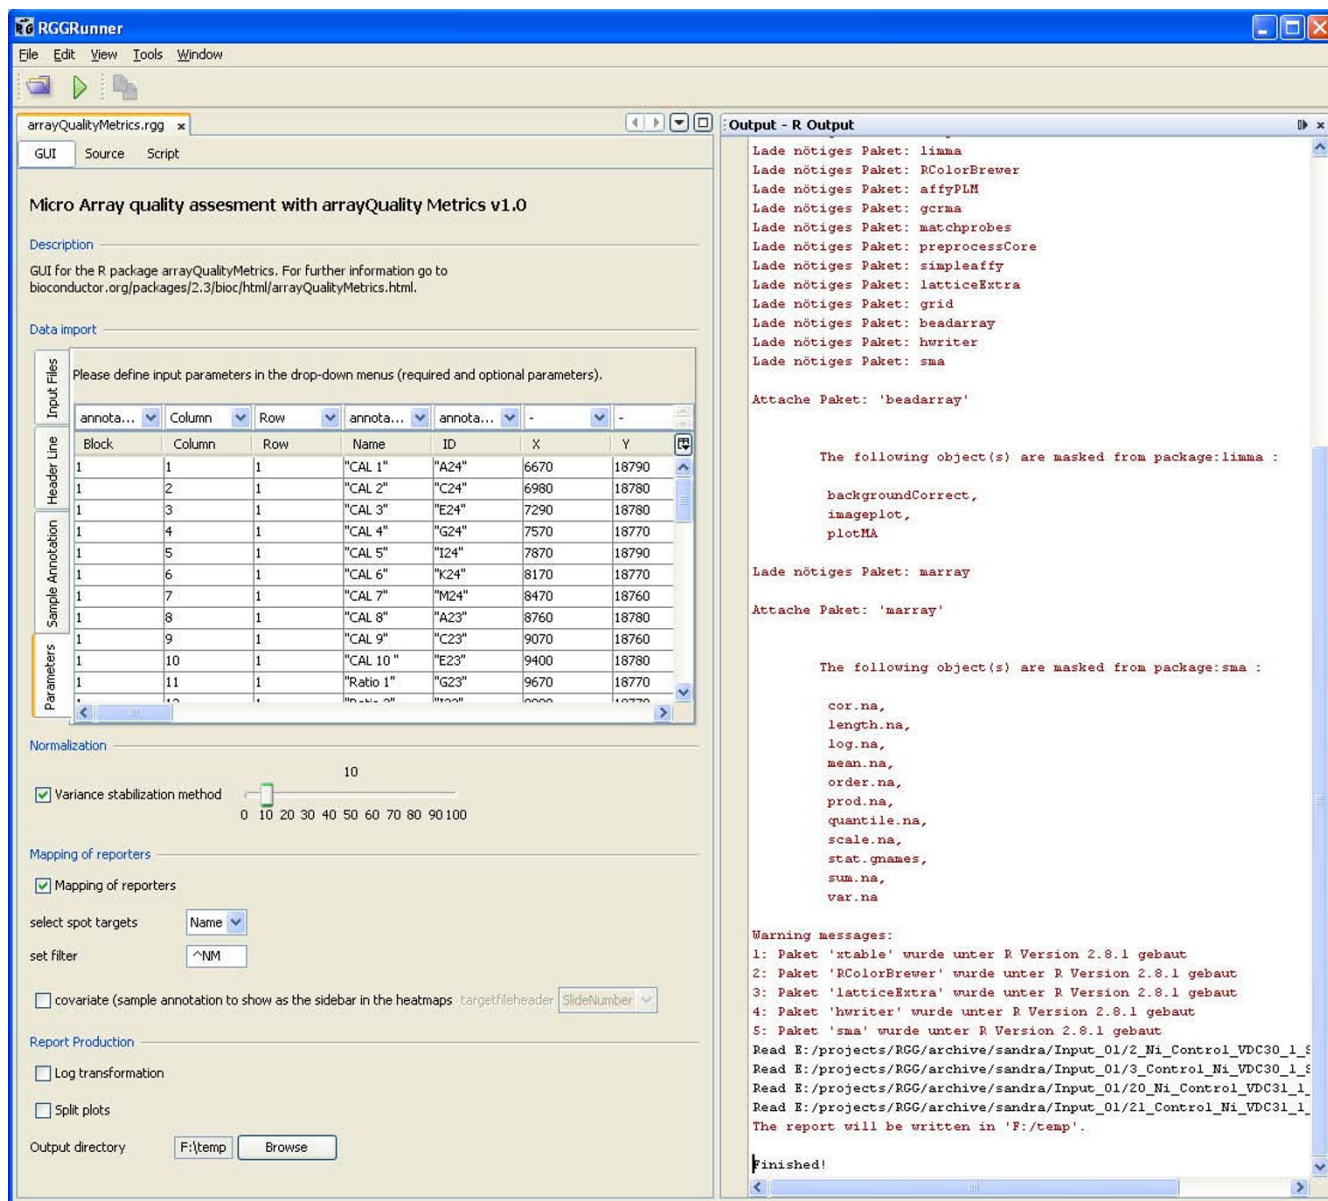 RGGRunner
File Edit View Tools Window
arrayQualityMetrics.rgg
GUI Source Script
Micro Array quality assesment with arrayQuality Metrics v1.0
Description
GUI for the R package arrayQualityMetrics. For further information go to
bioconductor.org/packages/2.3/bioc/html/arrayQualityMetrics.html.
Data import
Input Files
Header Line
Sample Annotation
Parameters
Please define input parameters in the drop-down menus (required and optional parameters).
annota... Column Row annota... annota... - -
Block Column Row Name ID X Y
1 1 1 "CAL 1" "A24" 6670 18790
1 2 1 "CAL 2" "C24" 6980 18780
1 3 1 "CAL 3" "E24" 7290 18780
1 4 1 "CAL 4" "G24" 7570 18770
1 5 1 "CAL 5" "I24" 7870 18790
1 6 1 "CAL 6" "K24" 8170 18770
1 7 1 "CAL 7" "M24" 8470 18760
1 8 1 "CAL 8" "A23" 8760 18780
1 9 1 "CAL 9" "C23" 9070 18760
1 10 1 "CAL 10 " "E23" 9400 18780
1 11 1 "Ratio 1" "G23" 9670 18770
Normalization
10
Variance stabilization method
0 10 20 30 40 50 60 70 80 90 100
Mapping of reporters
Mapping of reporters
select spot targets Name
set filter ^NM
covariate (sample annotation to show as the sidebar in the heatmaps targetfileheader SlideNumber
Report Production
Log transformation
Split plots
Output directory F:\temp Browse
Output - R Output
Lade nötiges Paket: limma
Lade nötiges Paket: RColorBrewer
Lade nötiges Paket: affyPLM
Lade nötiges Paket: gcrma
Lade nötiges Paket: matchprobes
Lade nötiges Paket: preprocessCore
Lade nötiges Paket: simpleaffy
Lade nötiges Paket: latticeExtra
Lade nötiges Paket: grid
Lade nötiges Paket: beadarray
Lade nötiges Paket: hwriter
Lade nötiges Paket: sma
Attache Paket: 'beadarray'
The following object(s) are masked from package:limma :
backgroundCorrect,
imageplot,
plotMA
Lade nötiges Paket: marray
Attache Paket: 'marray'
The following object(s) are masked from package:sma :
cor.na,
length.na,
log.na,
mean.na,
order.na,
prod.na,
quantile.na,
scale.na,
stat.gnames,
sum.na,
var.na
Warning messages:
1: Paket 'xtable' wurde unter R Version 2.8.1 gebaut
2: Paket 'RColorBrewer' wurde unter R Version 2.8.1 gebaut
3: Paket 'latticeExtra' wurde unter R Version 2.8.1 gebaut
4: Paket 'hwriter' wurde unter R Version 2.8.1 gebaut
5: Paket 'sma' wurde unter R Version 2.8.1 gebaut
Read E:/projects/RGG/archive/sandra/Input_01/2_Ni_Control_VDC30_1_S
Read E:/projects/RGG/archive/sandra/Input_01/3_Control_Ni_VDC30_1_S
Read E:/projects/RGG/archive/sandra/Input_01/20_Ni_Control_VDC31_1_
Read E:/projects/RGG/archive/sandra/Input_01/21_Control_Ni_VDC31_1_
The report will be written in 'F:/temp'.
Finished!